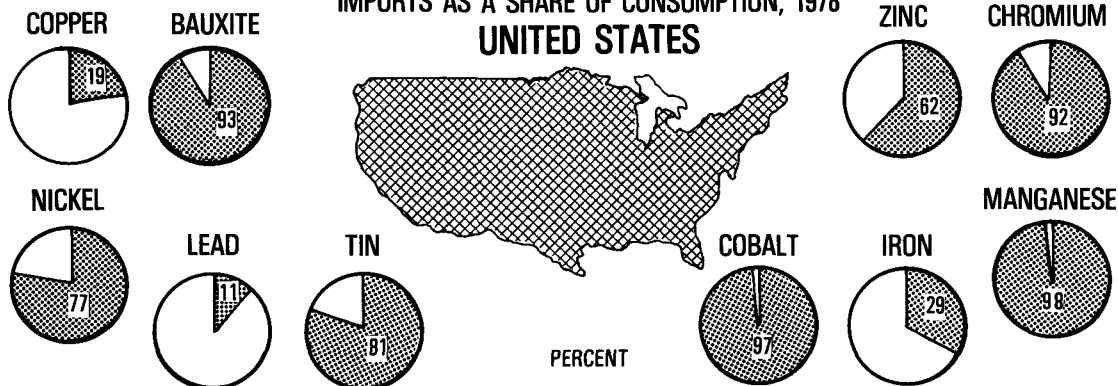 IMPORTS AS A SHARE OF CONSUMPTION, 1978
UNITED STATES
COPPER
19
BAUXITE
93
ZINC
62
CHROMIUM
92
NICKEL
77
LEAD
11
TIN
81
COBALT
97
IRON
29
MANGANESE
98
PERCENT